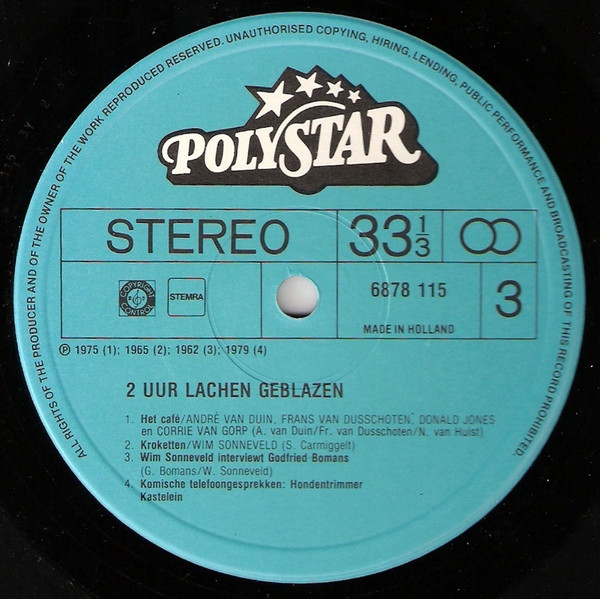 ALL RIGHTS OF THE PRODUCER AND OF THE OWNER OF THE WORK REPRODUCED RESERVED. UNAUTHORISED COPYING, HIRING, LENDING, PUBLIC PERFORMANCE AND BROADCASTING OF THIS RECORD PROHIBITED.
POLYSTAR
STEREO 33 1/3
COPYRIGHT CONTROL STEMRA 6878 115 3
MADE IN HOLLAND
℗ 1975 (1); 1965 (2); 1962 (3); 1979 (4)
2 UUR LACHEN GEBLAZEN
1. Het café/ANDRÉ VAN DUIN, FRANS VAN DUSSCHOTEN, DONALD JONES
en CORRIE VAN GORP (A. van Duin/Fr. van Dusschoten/N. van Hulst)
2. Kroketten/WIM SONNEVELD (S. Carmiggelt)
3. Wim Sonneveld interviewt Godfried Bomans
(G. Bomans/W. Sonneveld)
4. Komische telefoongesprekken: Hondentrimmer
Kastelein